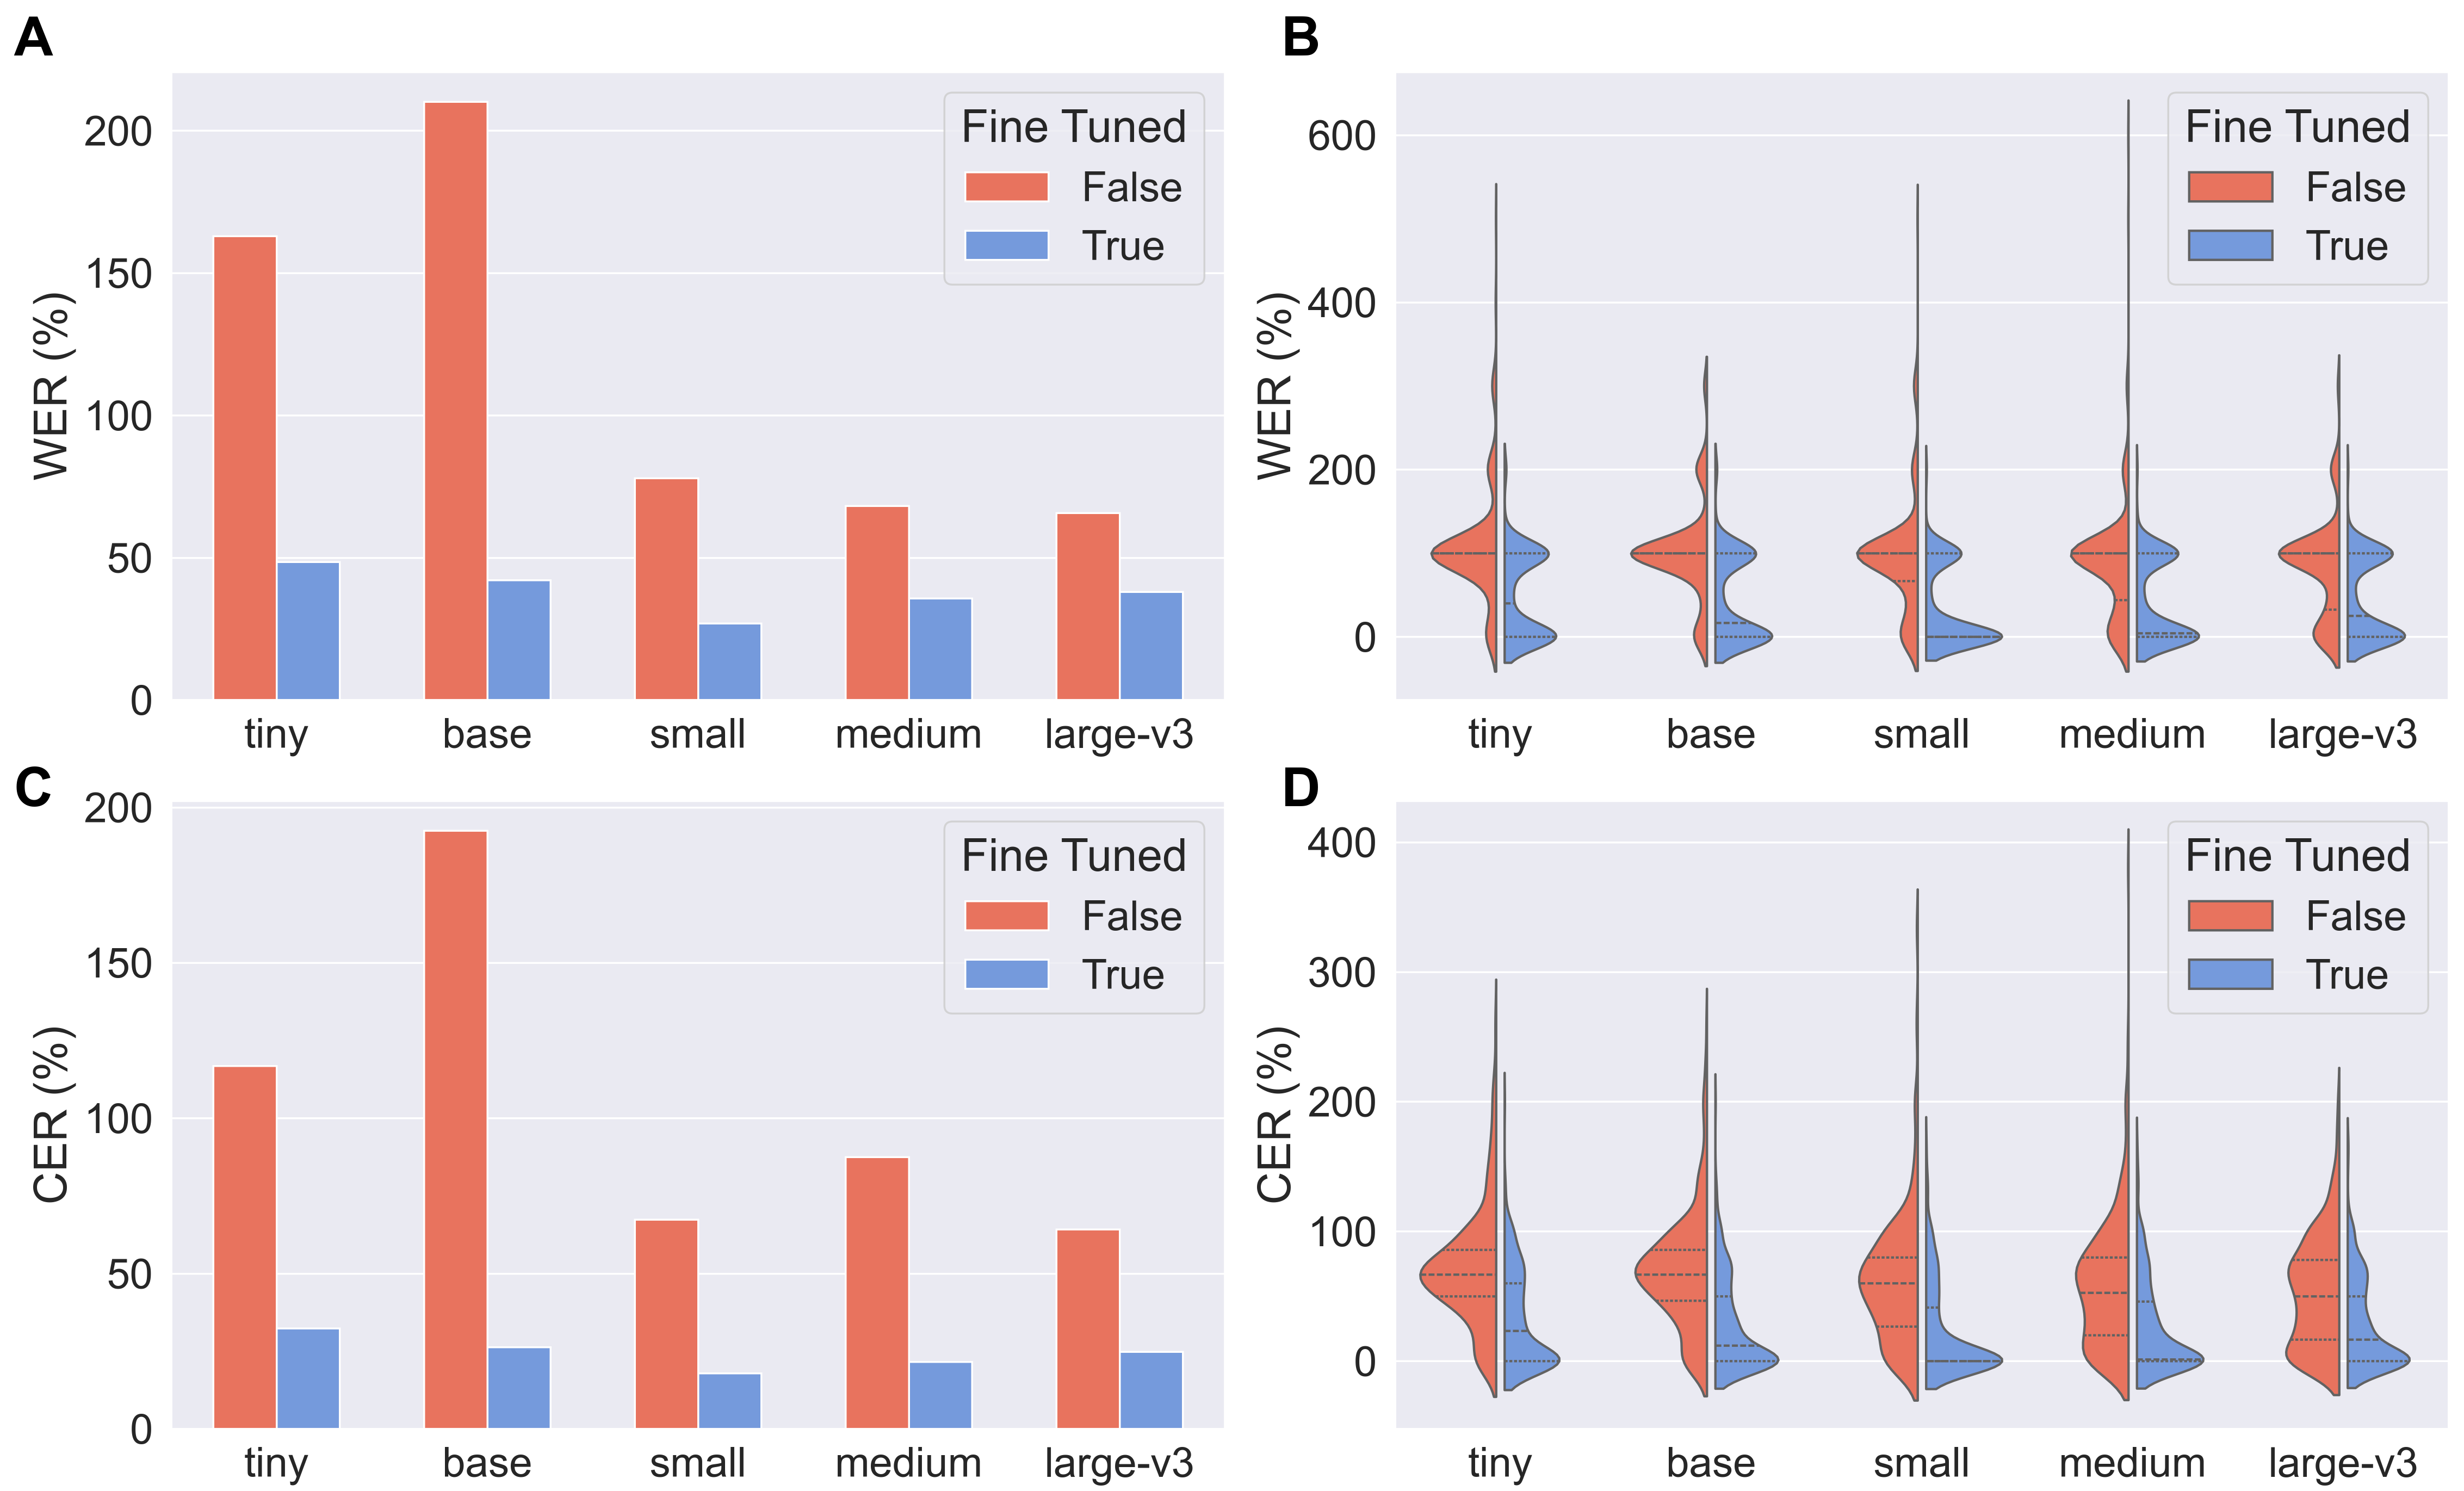 A
WER (%)
200
150
100
50
0
Fine Tuned
False
True
tiny base small medium large-v3
B
WER (%)
600
400
200
0
Fine Tuned
False
True
tiny base small medium large-v3
C
CER (%)
200
150
100
50
0
Fine Tuned
False
True
tiny base small medium large-v3
D
CER (%)
400
300
200
100
0
Fine Tuned
False
True
tiny base small medium large-v3